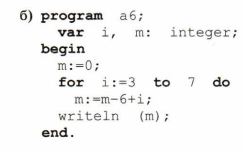 б) program a6;
var i, m: integer;
begin
m:=0;
for i:=3 to 7 do
m:=m-6+i;
writeln (m);
end.